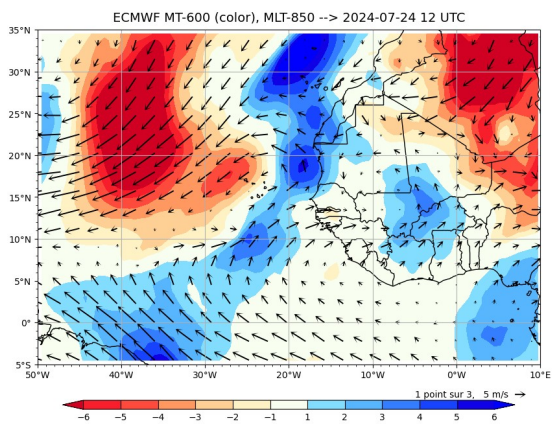 ECMWF MT-600 (color), MLT-850 --> 2024-07-24 12 UTC
35°N
30°N
25°N
20°N
15°N
10°N
5°N
0°
5°S
50°W 40°W 30°W 20°W 10°W 0°W 10°E
1 point sur 3, 5 m/s
−6 −5 −4 −3 −2 −1 1 2 3 4 5 6